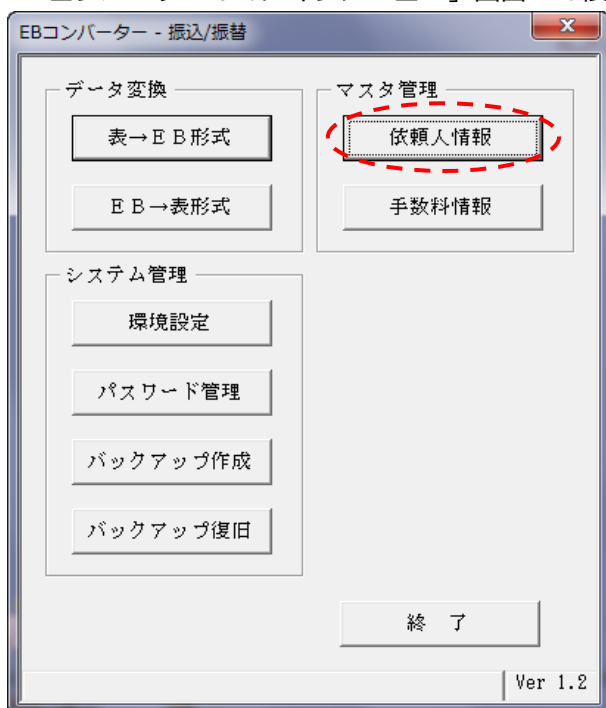 EBコンバーター - 振込/振替
データ変換
表→ＥＢ形式
ＥＢ→表形式
マスタ管理
依頼人情報
手数料情報
システム管理
環境設定
パスワード管理
バックアップ作成
バックアップ復旧
終　了
Ver 1.2